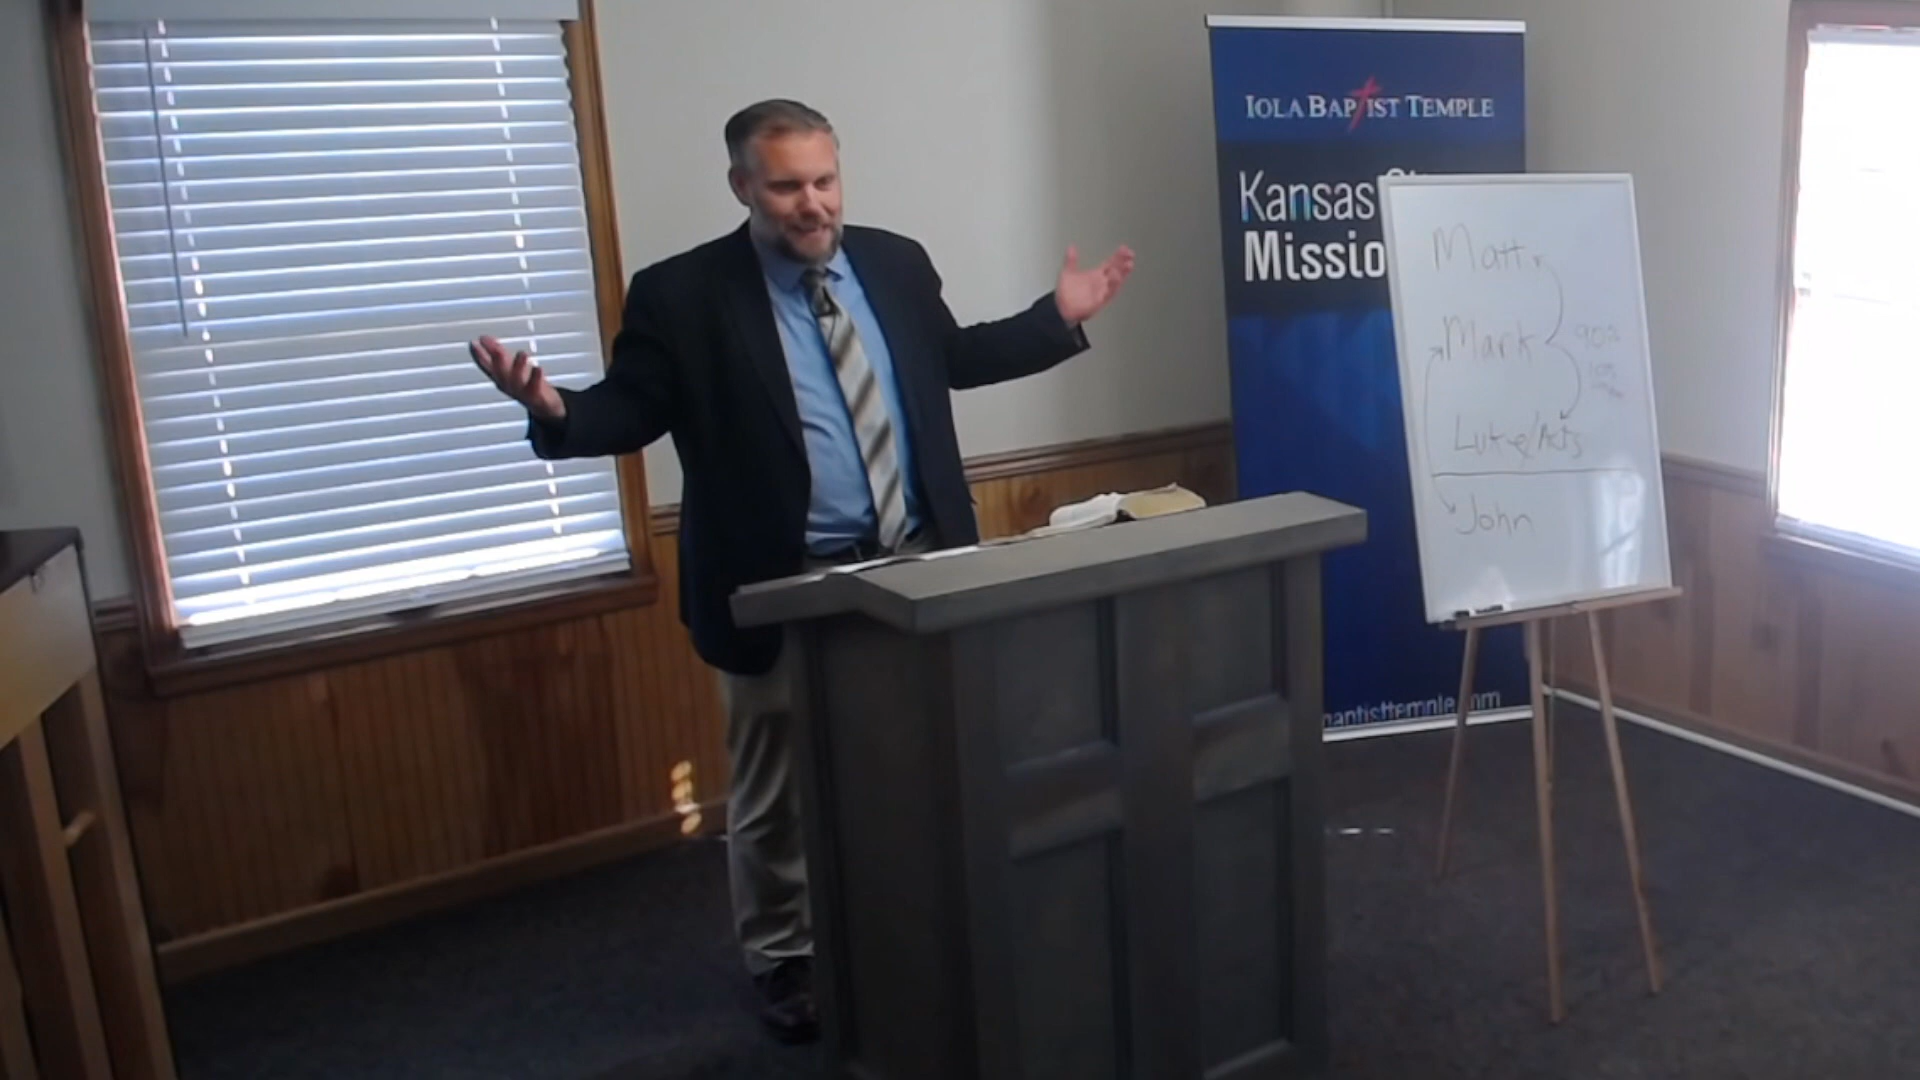 IOLA BAPTIST TEMPLE
Kansas
Missio
Matt
Mark
90%
Luke/Acts
John